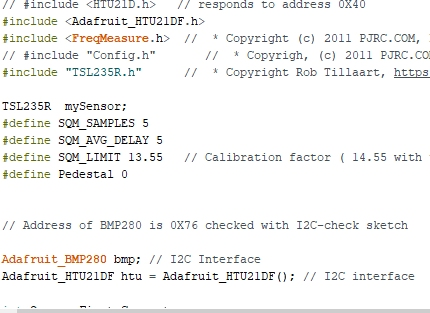 // #include <HTU21D.h>   // responds to address 0X40
#include <Adafruit_HTU21DF.h>
#include <FreqMeasure.h>  //  * Copyright (c) 2011 PJRC.COM,
// #include "Config.h"       //  * Copyrigh, (c) 2011 PJRC.CO
#include "TSL235R.h"      //  * Copyright Rob Tillaart, https
TSL235R  mySensor;
#define SQM_SAMPLES 5
#define SQM_AVG_DELAY 5
#define SQM_LIMIT 13.55   // Calibration factor ( 14.55 with
#define Pedestal 0
// Address of BMP280 is 0X76 checked with I2C-check sketch
Adafruit_BMP280 bmp; // I2C Interface
Adafruit_HTU21DF htu = Adafruit_HTU21DF(); // I2C interface